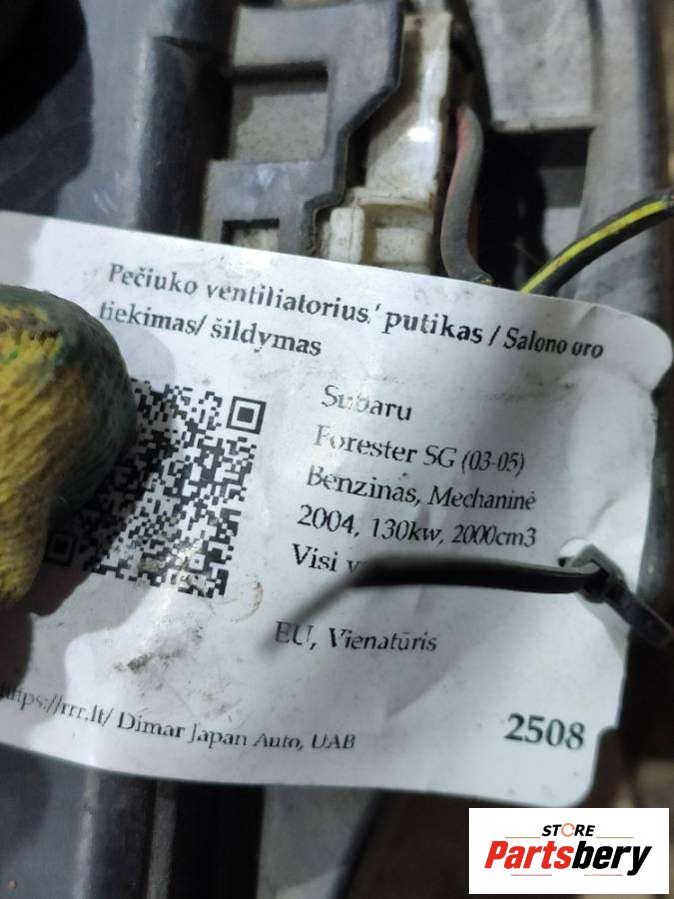 Pečiuko ventiliatorius/ putikas / Salono oro
tiekimas/ šildymas
Subaru
Forester SG (03-05)
Benzinas, Mechaninė
2004, 130kw, 2000cm3
Visi
EU, Vienatūris
https://rrr.lt/ Dimar Japan Auto, UAB
2508
STORE
Partsbery